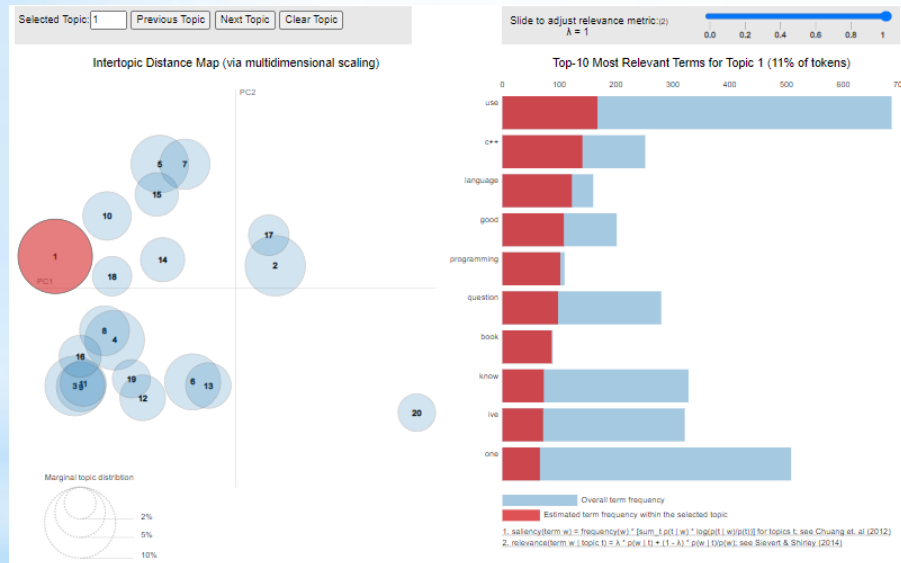 Selected Topic: 1 Previous Topic Next Topic Clear Topic
Slide to adjust relevance metric:(2)
λ = 1
0.0 0.2 0.4 0.6 0.8 1
Intertopic Distance Map (via multidimensional scaling)
PC2
PC1
5
7
15
10
17
1
14
2
18
8
4
16
3
11
19
6
13
12
20
Marginal topic distribtion
2%
5%
10%
Top-10 Most Relevant Terms for Topic 1 (11% of tokens)
0 100 200 300 400 500 600
use
c++
language
good
programming
question
book
know
ive
one
Overall term frequency
Estimated term frequency within the selected topic
1. saliency(term w) = frequency(w) * [sum_t p(t | w) * log(p(t | w)/p(t))] for topics t; see Chuang et. al (2012)
2. relevance(term w | topic t) = λ * p(w | t) + (1 - λ) * p(w | t)/p(w); see Sievert & Shirley (2014)